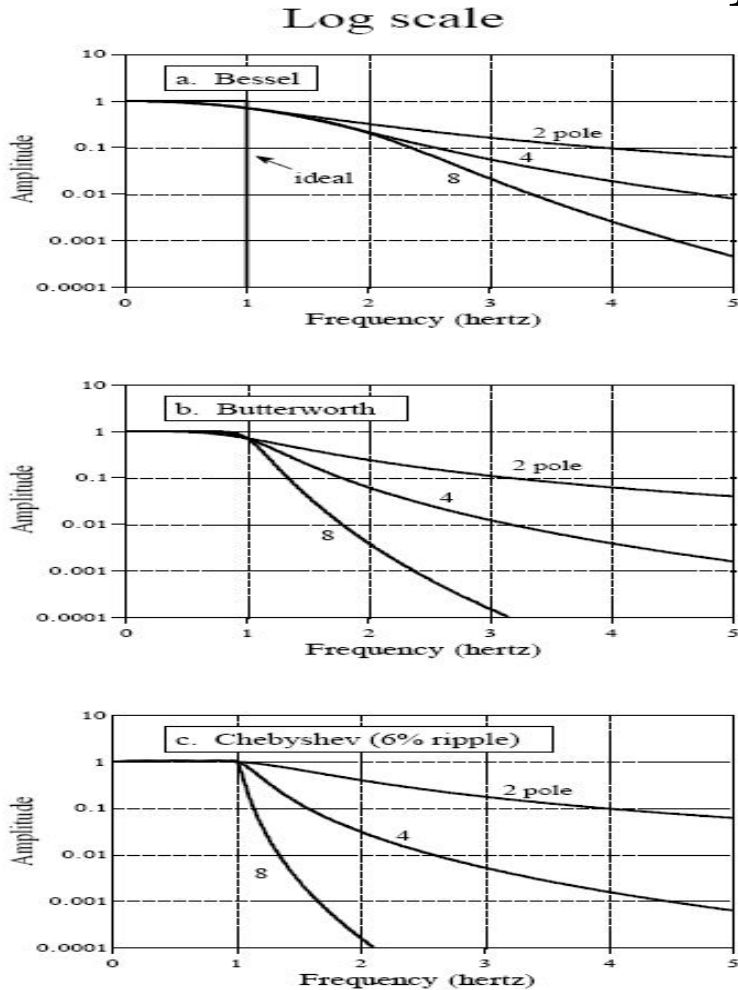 Log scale
a. Bessel
Amplitude
10
1
0.1
0.01
0.001
0.0001
ideal
2 pole
4
8
0 1 2 3 4 5
Frequency (hertz)
b. Butterworth
Amplitude
10
1
0.1
0.01
0.001
0.0001
2 pole
4
8
0 1 2 3 4 5
Frequency (hertz)
c. Chebyshev (6% ripple)
Amplitude
10
1
0.1
0.01
0.001
0.0001
2 pole
4
8
0 1 2 3 4 5
Frequency (hertz)